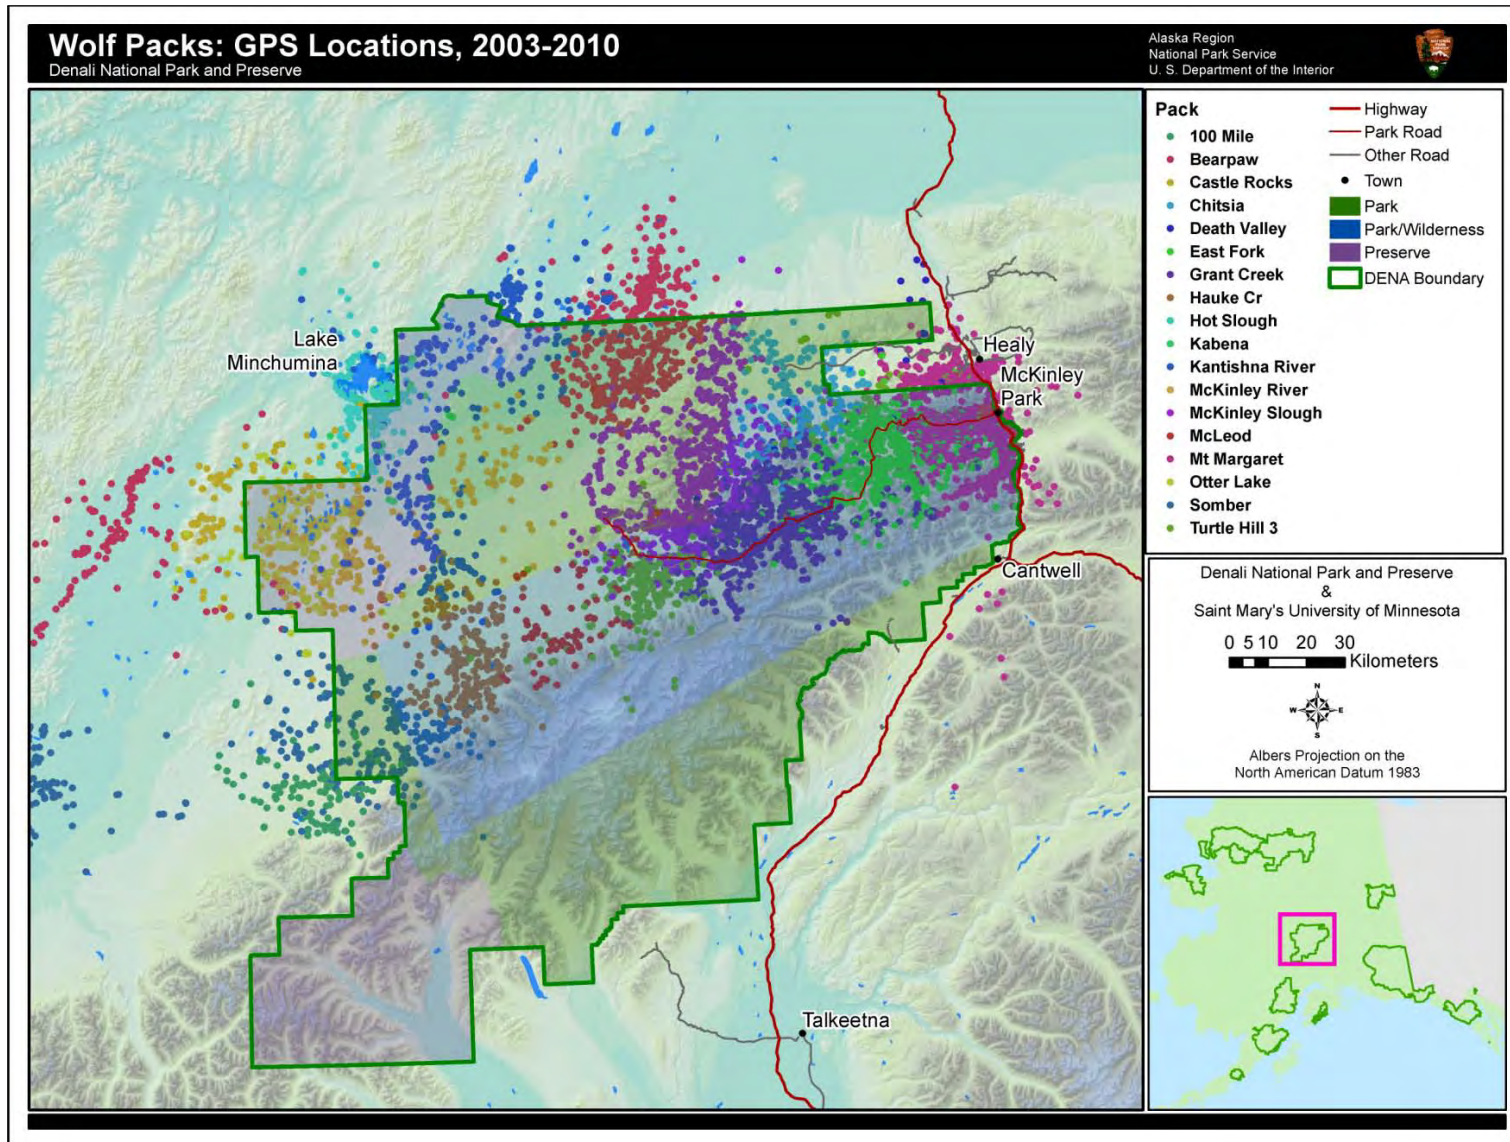 Wolf Packs: GPS Locations, 2003-2010
Denali National Park and Preserve
Alaska Region
National Park Service
U. S. Department of the Interior
Lake
Minchumina
Healy
McKinley
Park
Cantwell
Talkeetna
Pack
100 Mile
Bearpaw
Castle Rocks
Chitsia
Death Valley
East Fork
Grant Creek
Hauke Cr
Hot Slough
Kabena
Kantishna River
McKinley River
McKinley Slough
McLeod
Mt Margaret
Otter Lake
Somber
Turtle Hill 3
Highway
Park Road
Other Road
Town
Park
Park/Wilderness
Preserve
DENA Boundary
Denali National Park and Preserve
&
Saint Mary's University of Minnesota
0 5 10 20 30
Kilometers
N
W E
S
Albers Projection on the
North American Datum 1983